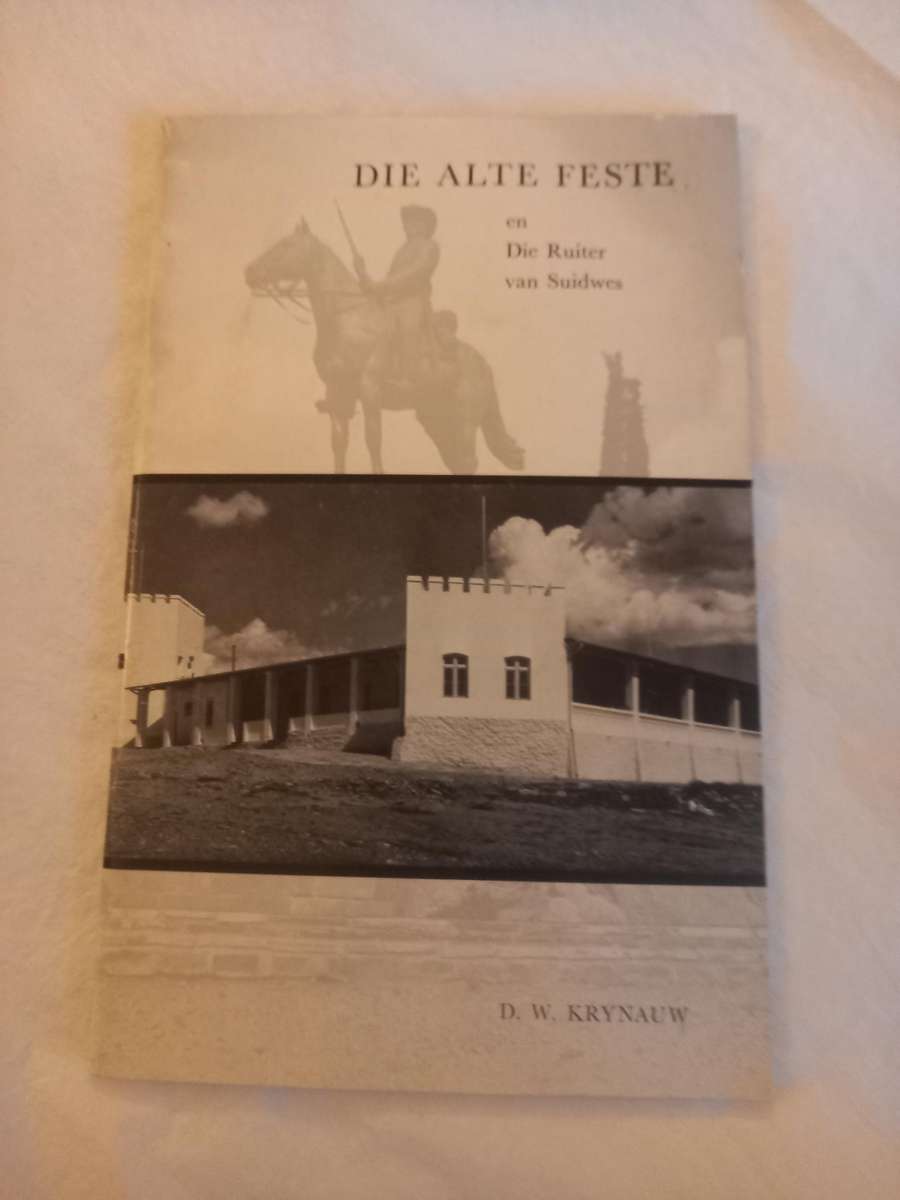 DIE ALTE FESTE
en
Die Ruiter
van Suidwes
D. W. KRYNAUW